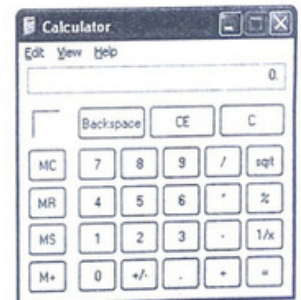 Calculator
Edit View Help
0.
Backspace CE C
MC 7 8 9 / sqrt
MR 4 5 6 * %
MS 1 2 3 - 1/x
M+ 0 +/- . + =